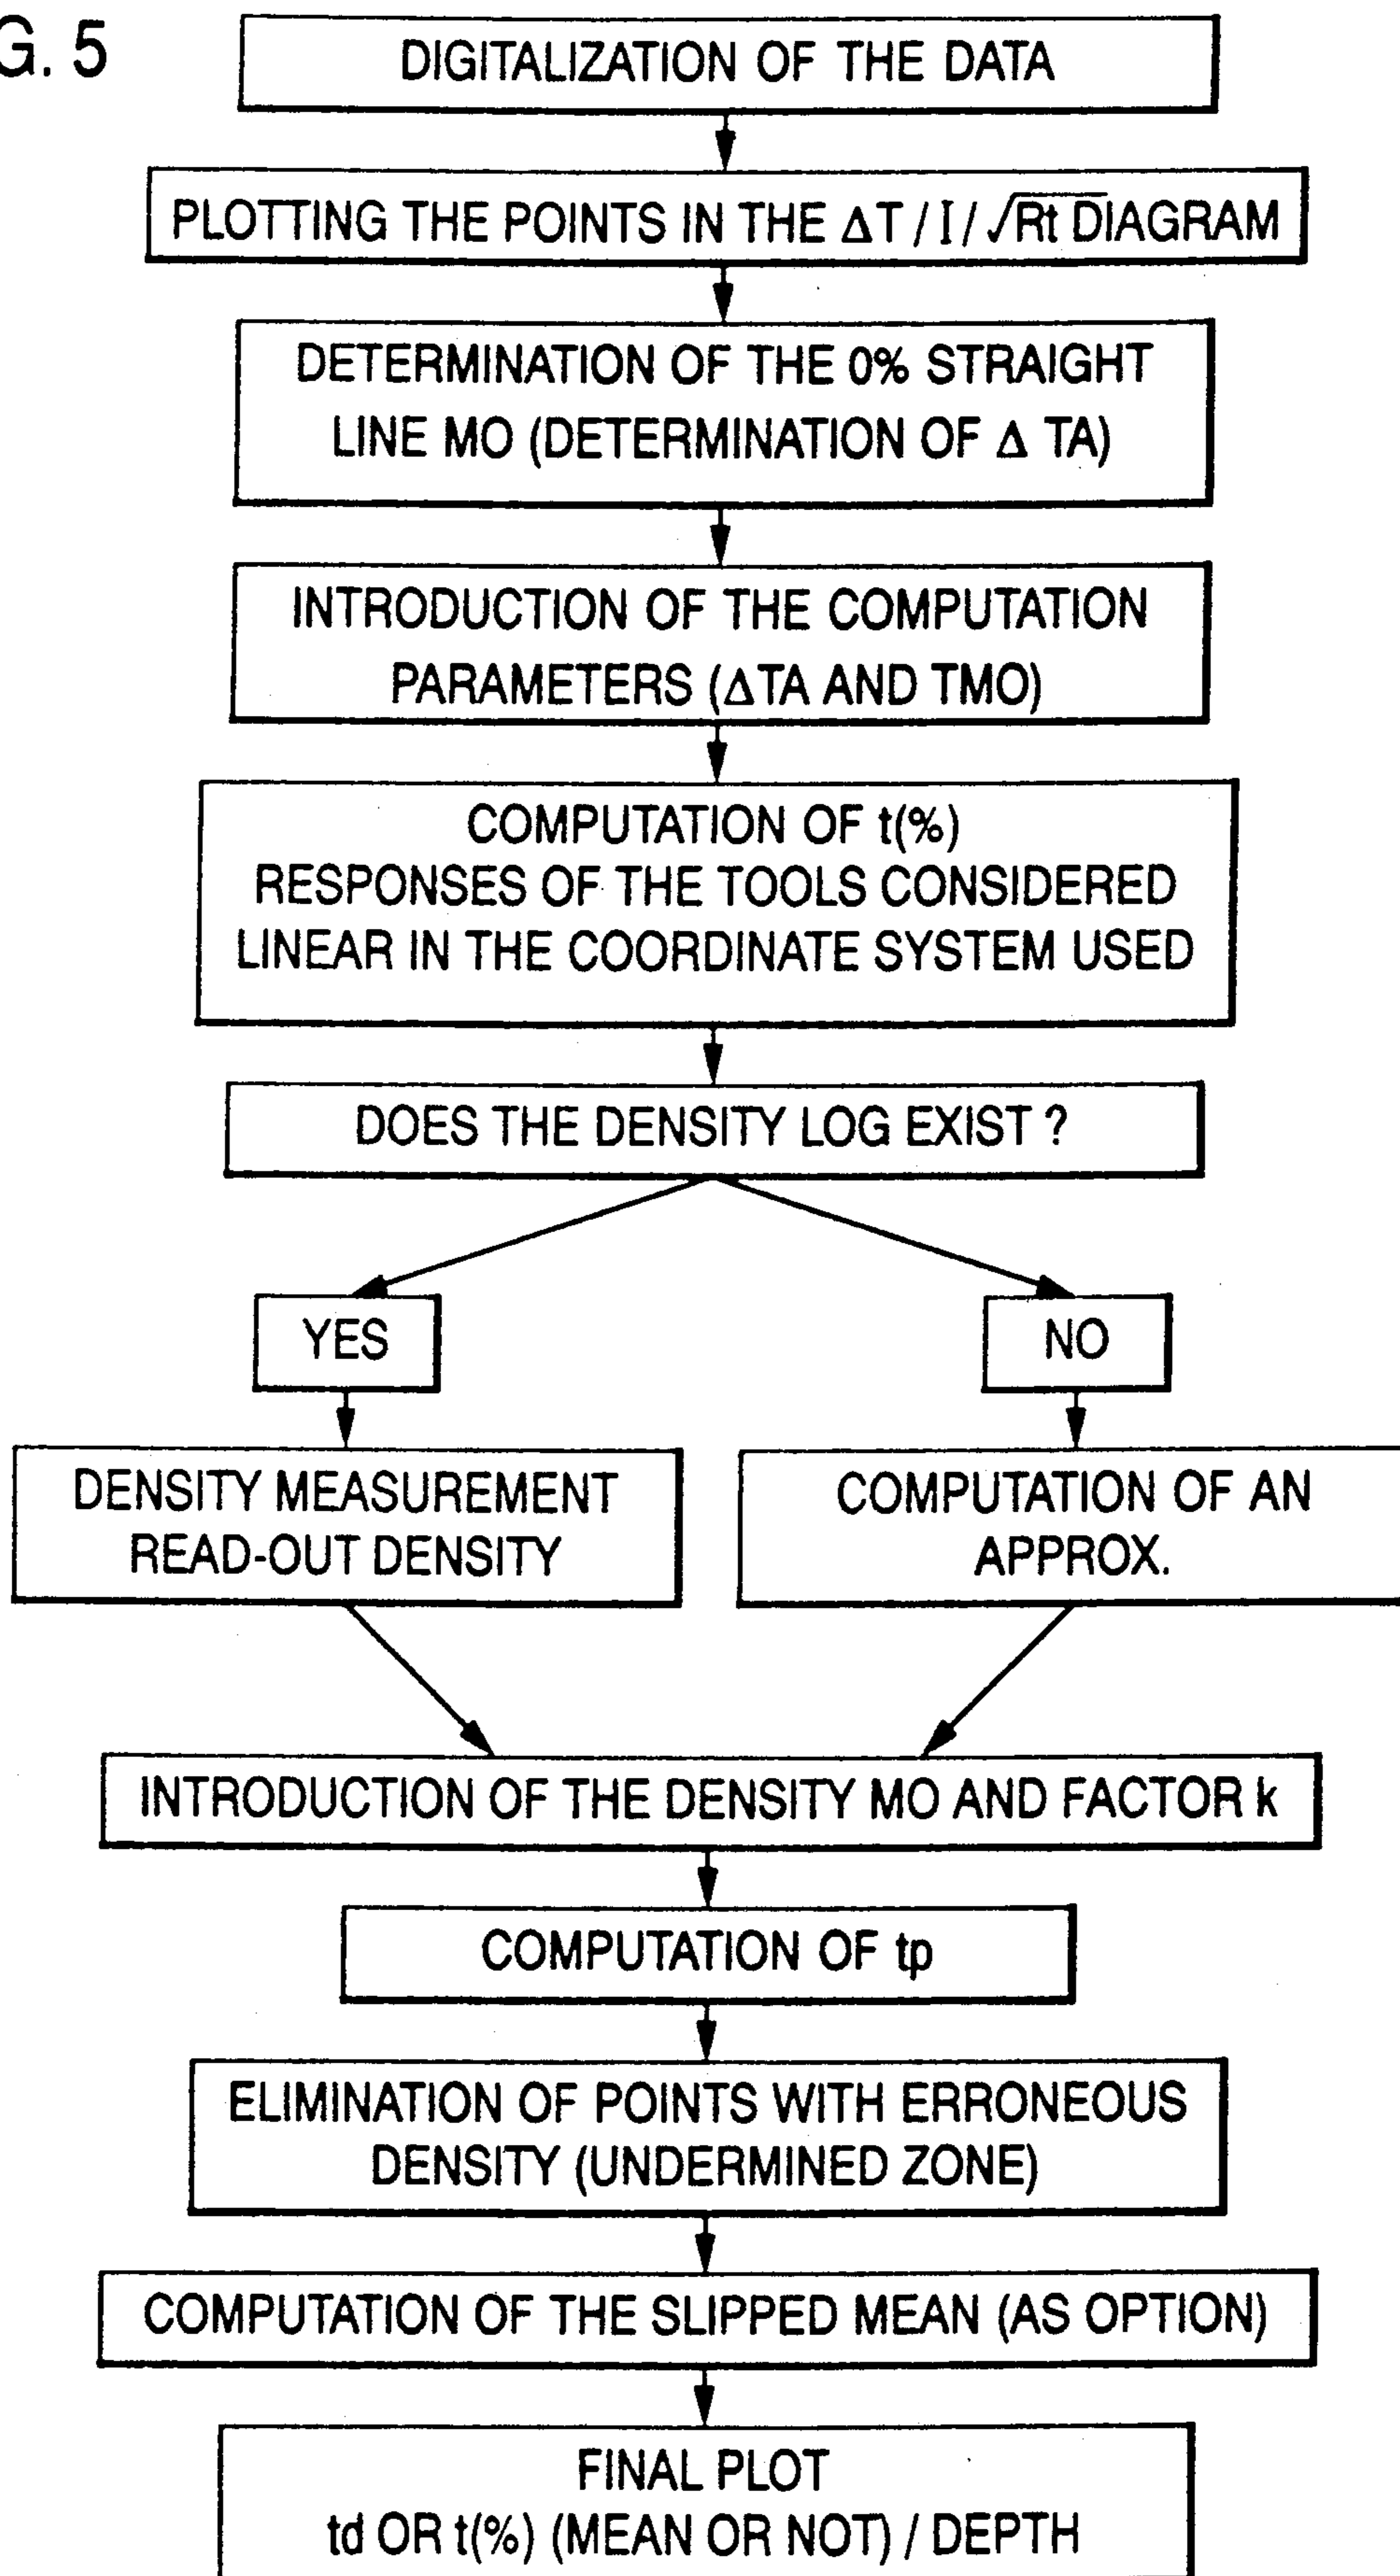 G. 5
DIGITALIZATION OF THE DATA
PLOTTING THE POINTS IN THE ΔT / I / √Rt DIAGRAM
DETERMINATION OF THE 0% STRAIGHT
LINE MO (DETERMINATION OF Δ TA)
INTRODUCTION OF THE COMPUTATION
PARAMETERS (ΔTA AND TMO)
COMPUTATION OF t(%)
RESPONSES OF THE TOOLS CONSIDERED
LINEAR IN THE COORDINATE SYSTEM USED
DOES THE DENSITY LOG EXIST ?
YES
NO
DENSITY MEASUREMENT
READ-OUT DENSITY
COMPUTATION OF AN
APPROX.
INTRODUCTION OF THE DENSITY MO AND FACTOR k
COMPUTATION OF tp
ELIMINATION OF POINTS WITH ERRONEOUS
DENSITY (UNDERMINED ZONE)
COMPUTATION OF THE SLIPPED MEAN (AS OPTION)
FINAL PLOT
td OR t(%) (MEAN OR NOT) / DEPTH